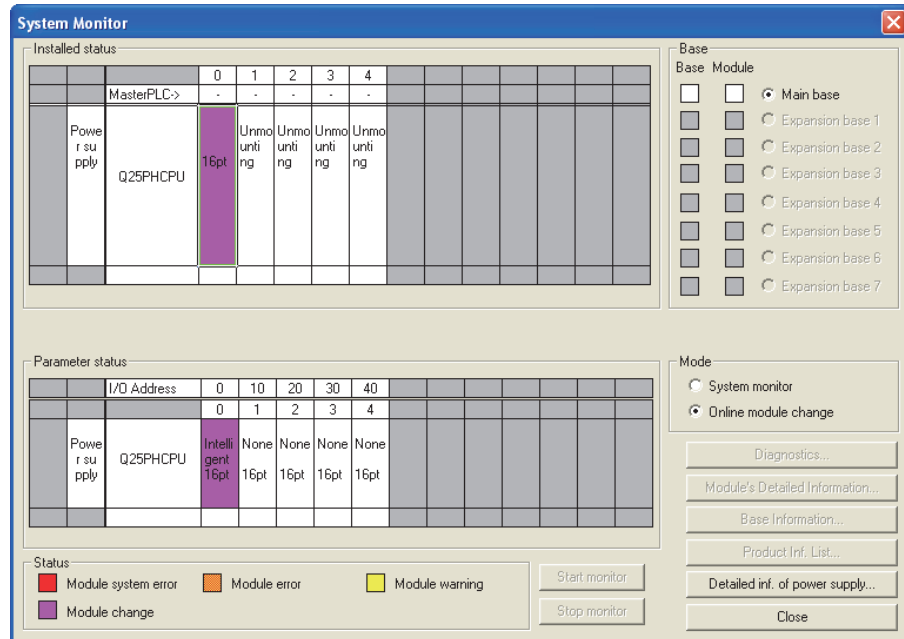 System Monitor
Installed status
0 1 2 3 4
MasterPLC-> - - - - -
Powe
r su
pply
Q25PHCPU
16pt
Unmo
unti
ng
Unmo
unti
ng
Unmo
unti
ng
Unmo
unti
ng
Base
Base Module
Main base
Expansion base 1
Expansion base 2
Expansion base 3
Expansion base 4
Expansion base 5
Expansion base 6
Expansion base 7
Parameter status
I/O Address 0 10 20 30 40
0 1 2 3 4
Powe
r su
pply
Q25PHCPU
Intelli
gent
16pt
None
16pt
None
16pt
None
16pt
None
16pt
Mode
System monitor
Online module change
Diagnostics...
Module's Detailed Information...
Base Information...
Product Inf. List...
Detailed inf. of power supply...
Close
Status
Module system error
Module error
Module warning
Module change
Start monitor
Stop monitor